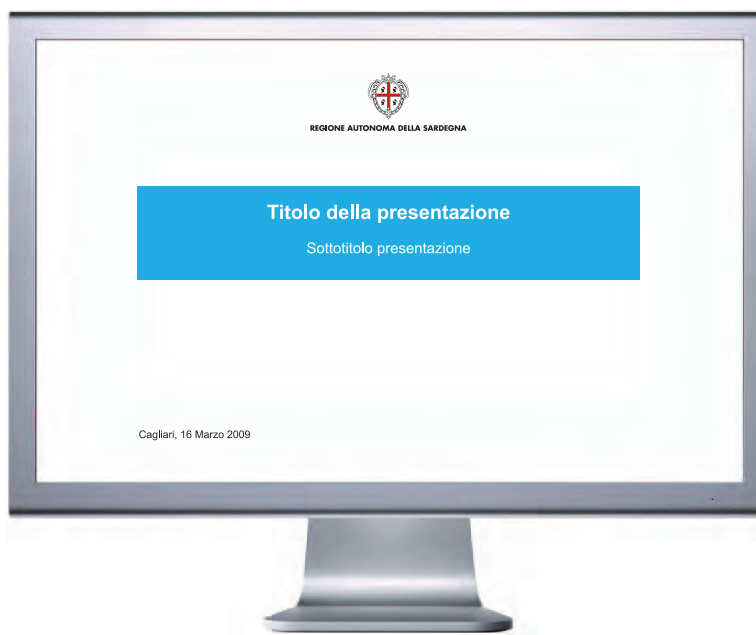 REGIONE AUTONOMA DELLA SARDEGNA
Titolo della presentazione
Sottotitolo presentazione
Cagliari, 16 Marzo 2009